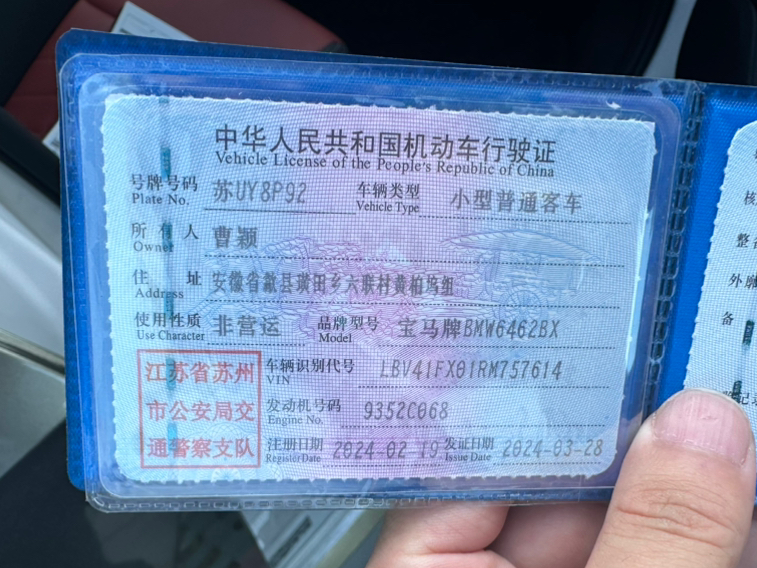 中华人民共和国机动车行驶证
Vehicle License of the People's Republic of China
号牌号码 苏UY8P92 车辆类型 小型普通客车
Plate No. Vehicle Type
所有人 曹颖
Owner
住址 安徽省歙县璜田乡六联村黄柏坞组
Address
使用性质 非营运 品牌型号 宝马牌BMW6462BX
Use Character Model
江苏省苏州
市公安局交
通警察支队
车辆识别代号 LBV41FX01RM757614
VIN
发动机号码 9352C068
Engine No.
注册日期 2024-02-19 发证日期 2024-03-28
Register Date Issue Date
核
整
外廓
备
记录